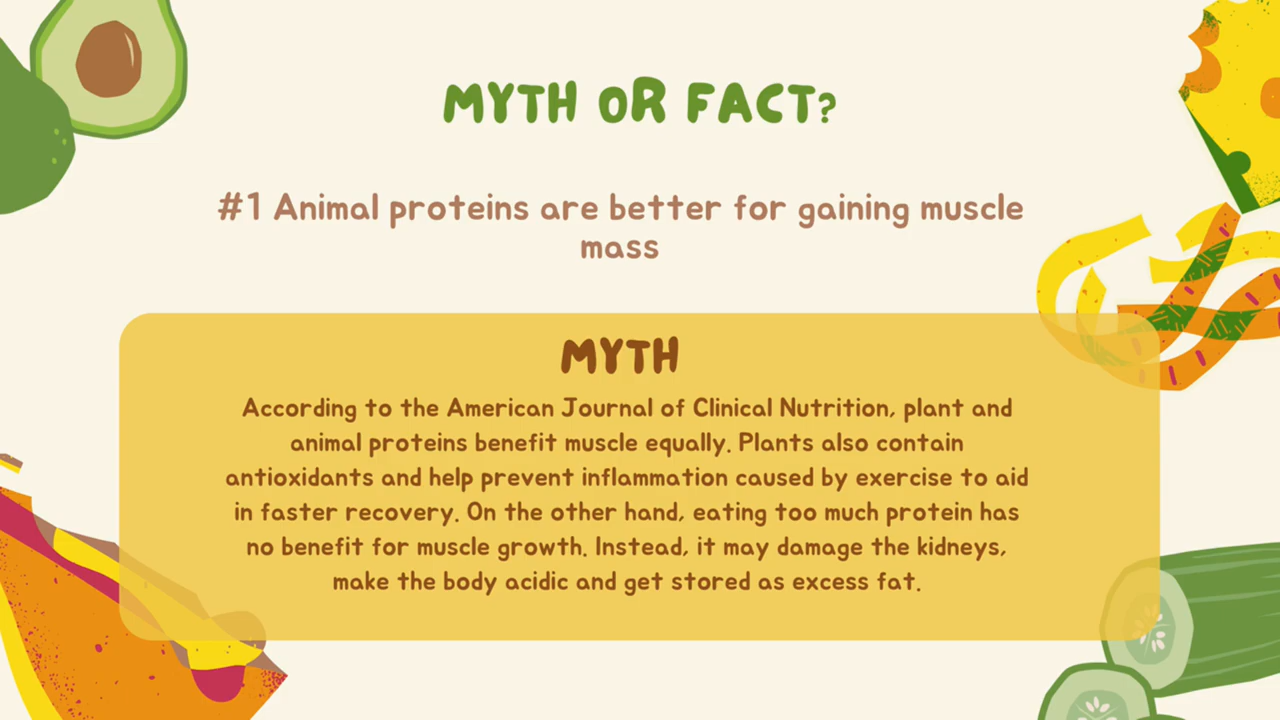 MYTH OR FACT?
#1 Animal proteins are better for gaining muscle
mass
MYTH
According to the American Journal of Clinical Nutrition, plant and
animal proteins benefit muscle equally. Plants also contain
antioxidants and help prevent inflammation caused by exercise to aid
in faster recovery. On the other hand, eating too much protein has
no benefit for muscle growth. Instead, it may damage the kidneys,
make the body acidic and get stored as excess fat.